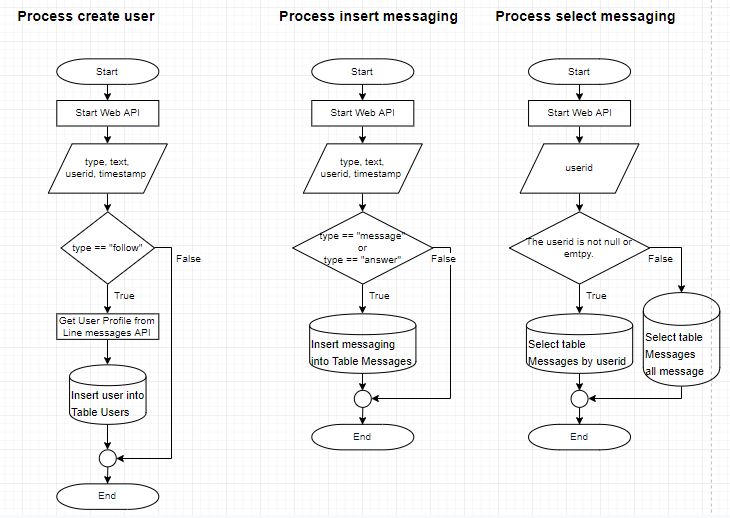 Process create user
Start
Start Web API
type, text,
userid, timestamp
type == "follow"
False
True
Get User Profile from
Line messages API
Insert user into
Table Users
End
Process insert messaging
Start
Start Web API
type, text,
userid, timestamp
type == "message"
or
type == "answer"
False
True
Insert messaging
into Table Messages
End
Process select messaging
Start
Start Web API
userid
The userid is not null or
emtpy.
False
True
Select table
Messages by userid
Select table
Messages
all message
End